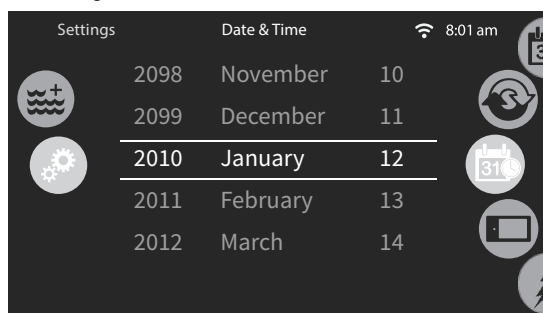 Settings Date & Time 8:01 am
2098 November 10
2099 December 11
2010 January 12
31
2011 February 13
2012 March 14